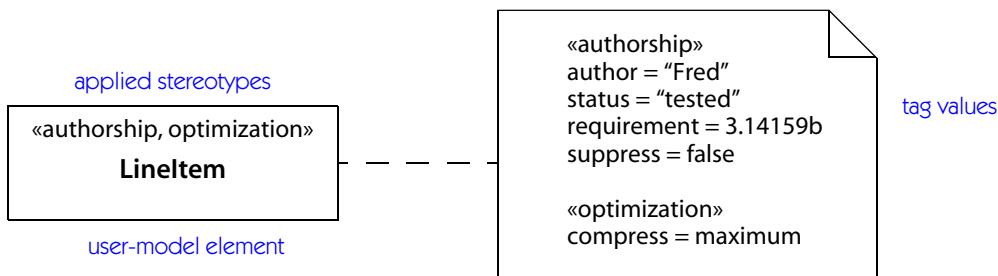 applied stereotypes
«authorship, optimization»
LineItem
user-model element
«authorship»
author = “Fred”
status = “tested”
requirement = 3.14159b
suppress = false
«optimization»
compress = maximum
tag values